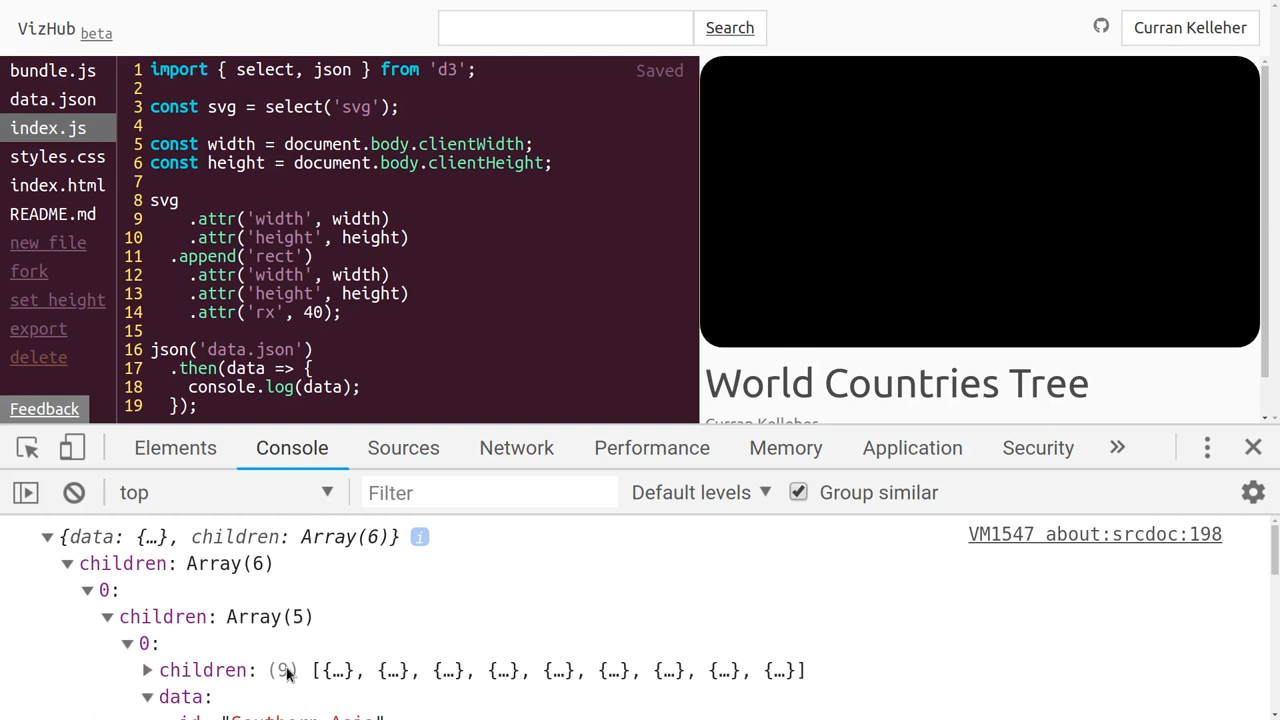 VizHub beta
Search
Curran Kelleher
bundle.js
data.json
index.js
styles.css
index.html
README.md
new file
fork
set height
export
delete
Feedback
1 import { select, json } from 'd3';
Saved
2
3 const svg = select('svg');
4
5 const width = document.body.clientWidth;
6 const height = document.body.clientHeight;
7
8 svg
9 .attr('width', width)
10 .attr('height', height)
11 .append('rect')
12 .attr('width', width)
13 .attr('height', height)
14 .attr('rx', 40);
15
16 json('data.json')
17 .then(data => {
18 console.log(data);
19 });
World Countries Tree
Curran Kelleher
Elements Console Sources Network Performance Memory Application Security »
top Filter Default levels Group similar
{data: {…}, children: Array(6)} i VM1547 about:srcdoc:198
children: Array(6)
0:
children: Array(5)
0:
children: (9) [{…}, {…}, {…}, {…}, {…}, {…}, {…}, {…}, {…}]
data:
id: "Southern Asia"